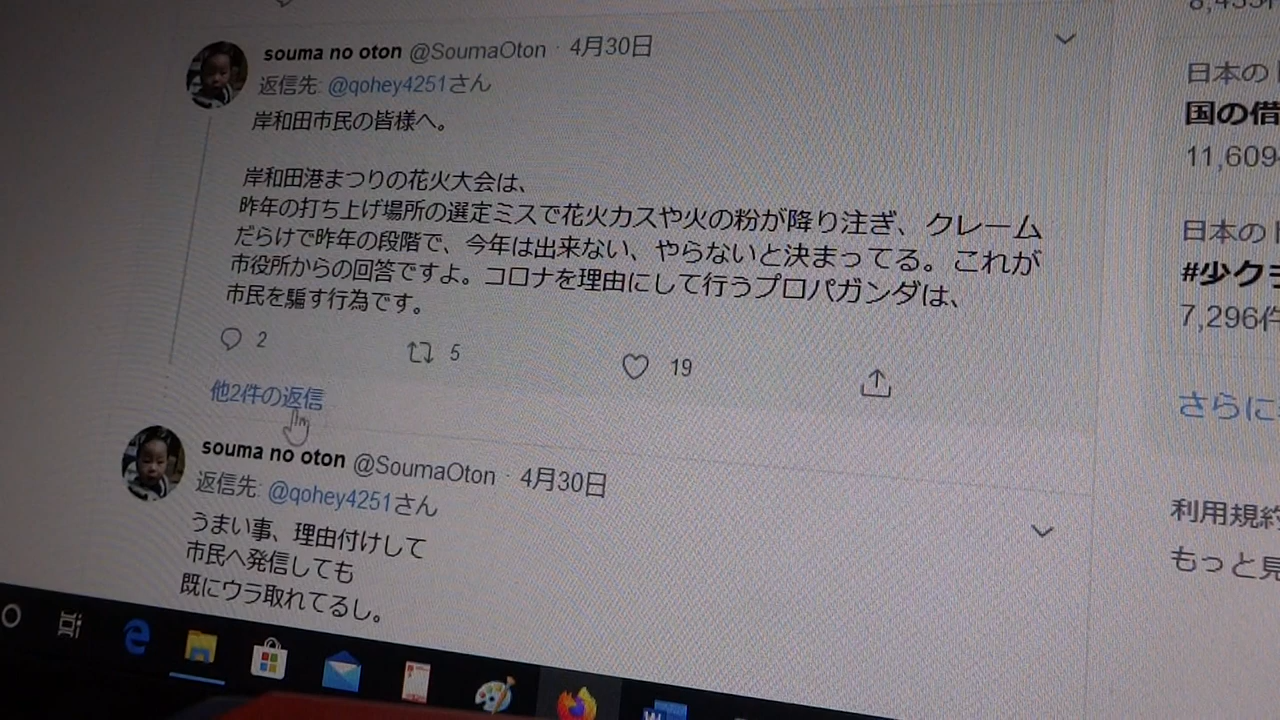 souma no oton @SoumaOton · 4月30日
返信先: @qohey4251さん
岸和田市民の皆様へ。
岸和田港まつりの花火大会は、
昨年の打ち上げ場所の選定ミスで花火カスや火の粉が降り注ぎ、クレーム
だらけで昨年の段階で、今年は出来ない、やらないと決まってる。これが
市役所からの回答ですよ。コロナを理由にして行うプロパガンダは、
市民を騙す行為です。
2 5 19
他2件の返信
souma no oton @SoumaOton · 4月30日
返信先: @qohey4251さん
うまい事、理由付けして
市民へ発信しても
既にウラ取れてるし。
日本の
国の借
11,609
日本の
#少ク
7,296件
さらに
利用規約
もっと見